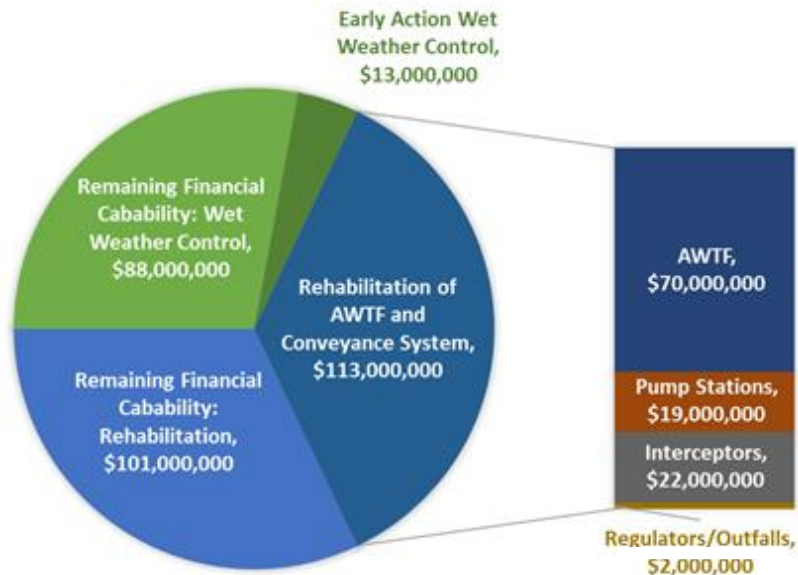 Early Action Wet
Weather Control,
$13,000,000
Remaining Financial
Cabability: Wet
Weather Control,
$88,000,000
Rehabilitation of
AWTF and
Conveyance System,
$113,000,000
Remaining Financial
Cabability:
Rehabilitation,
$101,000,000
AWTF,
$70,000,000
Pump Stations,
$19,000,000
Interceptors,
$22,000,000
Regulators/Outfalls,
$2,000,000